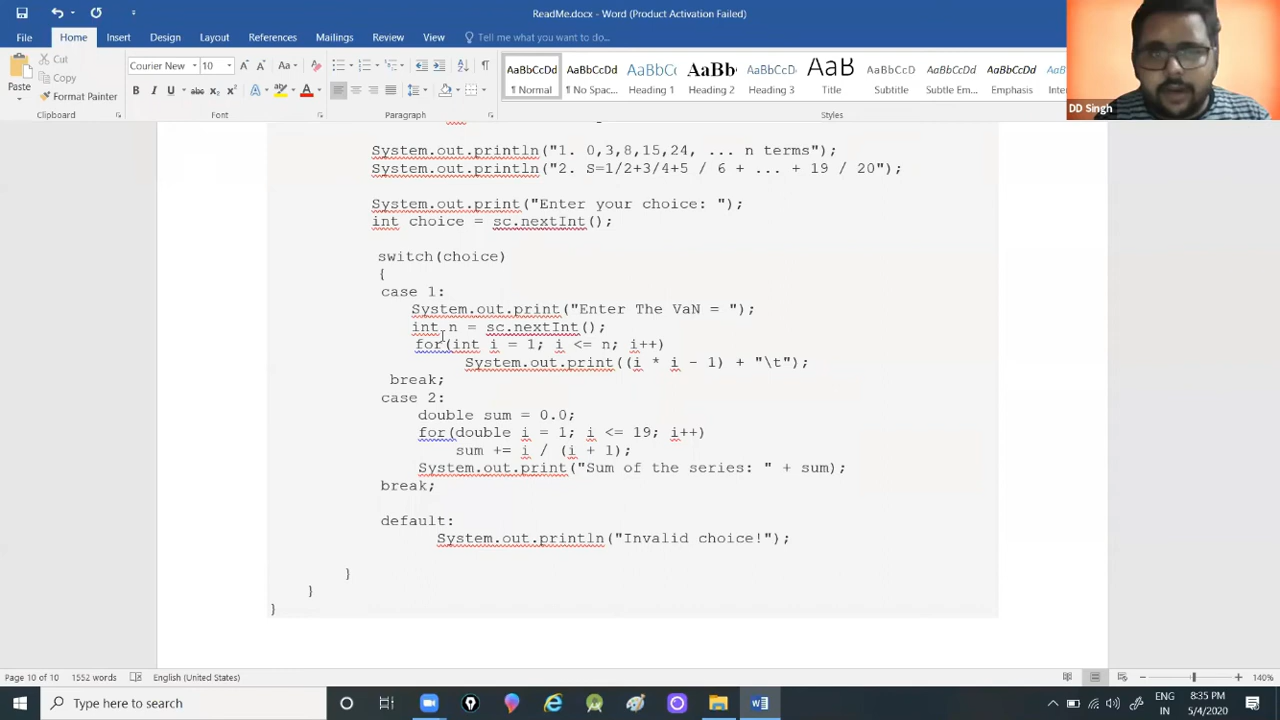 ReadMe.docx - Word (Product Activation Failed)
File Home Insert Design Layout References Mailings Review View Tell me what you want to do...
Cut
Copy
Format Painter
Paste
Courier New 10
B I U abc
AaBbCcDd AaBbCcDd AaBbCc AaBb AaBbCcDd AaB AaBbCcDd AaBbCcDd AaBbCcDd AaBb
¶ Normal ¶ No Spac... Heading 1 Heading 2 Heading 3 Title Subtitle Subtle Em... Emphasis Inte
Clipboard Font Paragraph Styles
DD Singh
System.out.println("1. 0,3,8,15,24, ... n terms");
System.out.println("2. S=1/2+3/4+5 / 6 + ... + 19 / 20");
System.out.print("Enter your choice: ");
int choice = sc.nextInt();
switch(choice)
{
case 1:
System.out.print("Enter The VaN = ");
int n = sc.nextInt();
for(int i = 1; i <= n; i++)
System.out.print((i * i - 1) + "\t");
break;
case 2:
double sum = 0.0;
for(double i = 1; i <= 19; i++)
sum += i / (i + 1);
System.out.print("Sum of the series: " + sum);
break;
default:
System.out.println("Invalid choice!");
}
}
}
Page 10 of 10 1552 words English (United States) 140%
Type here to search
ENG
IN
8:35 PM
5/4/2020